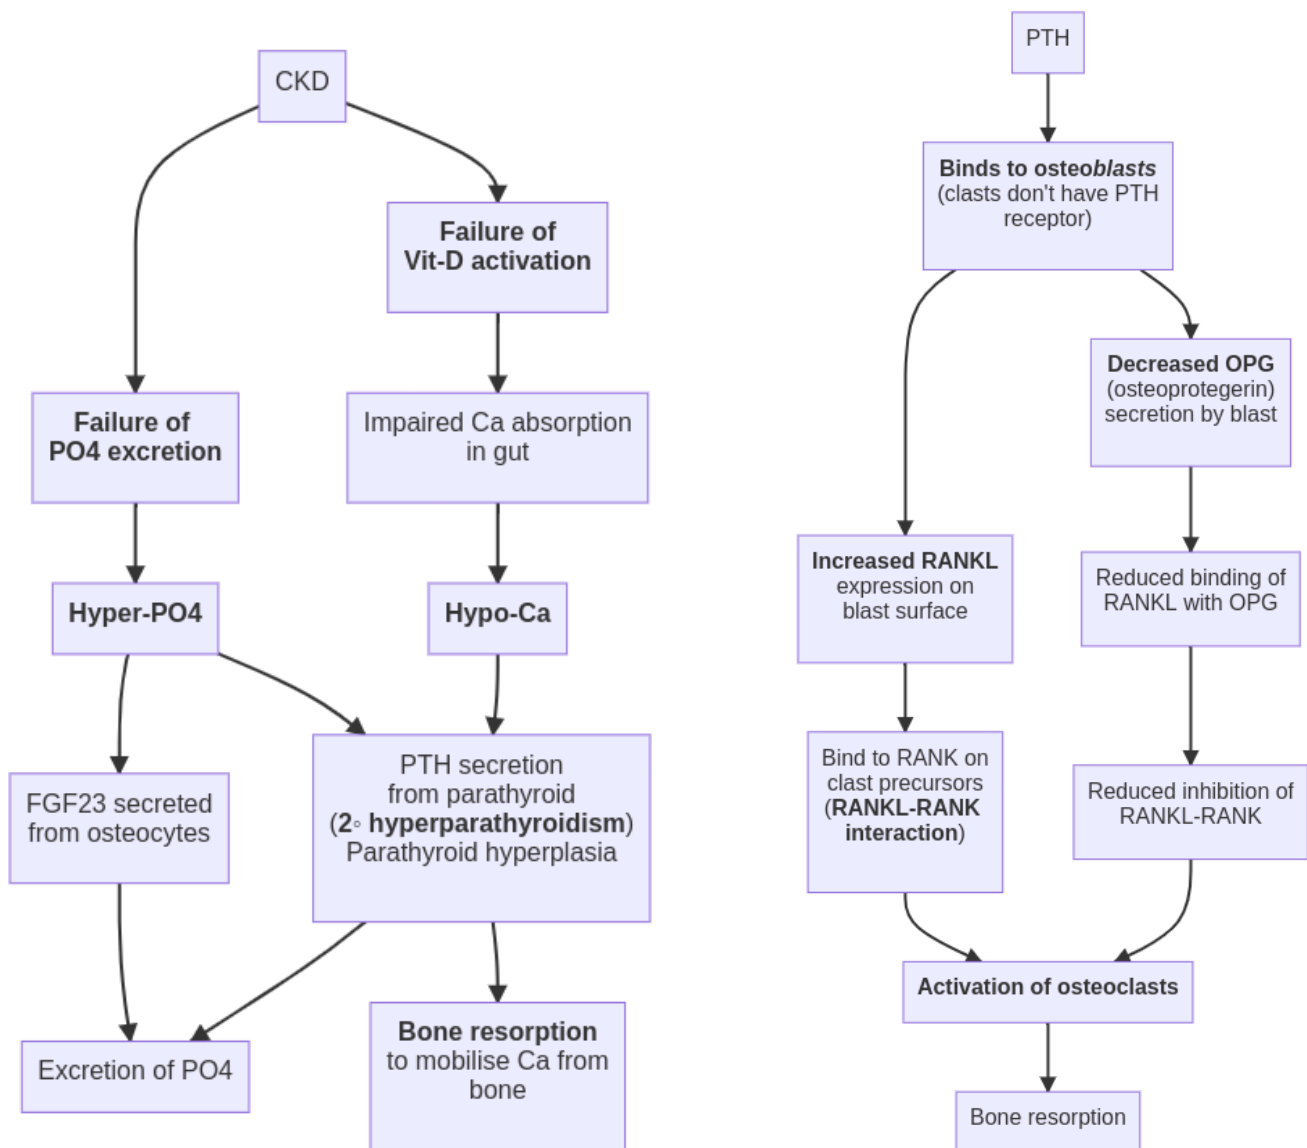 CKD
Failure of
Vit-D activation
Failure of
PO4 excretion
Impaired Ca absorption
in gut
Hyper-PO4
Hypo-Ca
FGF23 secreted
from osteocytes
PTH secretion
from parathyroid
(2◦ hyperparathyroidism)
Parathyroid hyperplasia
Excretion of PO4
Bone resorption
to mobilise Ca from
bone
PTH
Binds to osteoblasts
(clasts don't have PTH
receptor)
Decreased OPG
(osteoprotegerin)
secretion by blast
Increased RANKL
expression on
blast surface
Reduced binding of
RANKL with OPG
Bind to RANK on
clast precursors
(RANKL-RANK
interaction)
Reduced inhibition of
RANKL-RANK
Activation of osteoclasts
Bone resorption